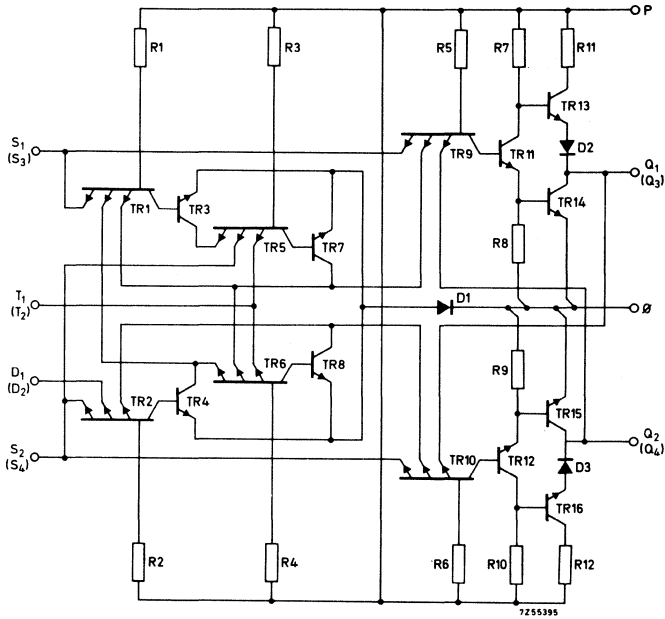 P
R1
R3
R5
R7
R11
TR13
S1
(S3)
D2
TR9
TR11
Q1
(Q3)
TR1
TR3
TR14
TR5
TR7
R8
T1
(T2)
D1
Ø
D1
(D2)
TR6
TR8
R9
TR2
TR4
TR15
S2
(S4)
TR10
TR12
Q2
(Q4)
D3
TR16
R2
R4
R6
R10
R12
7Z55395